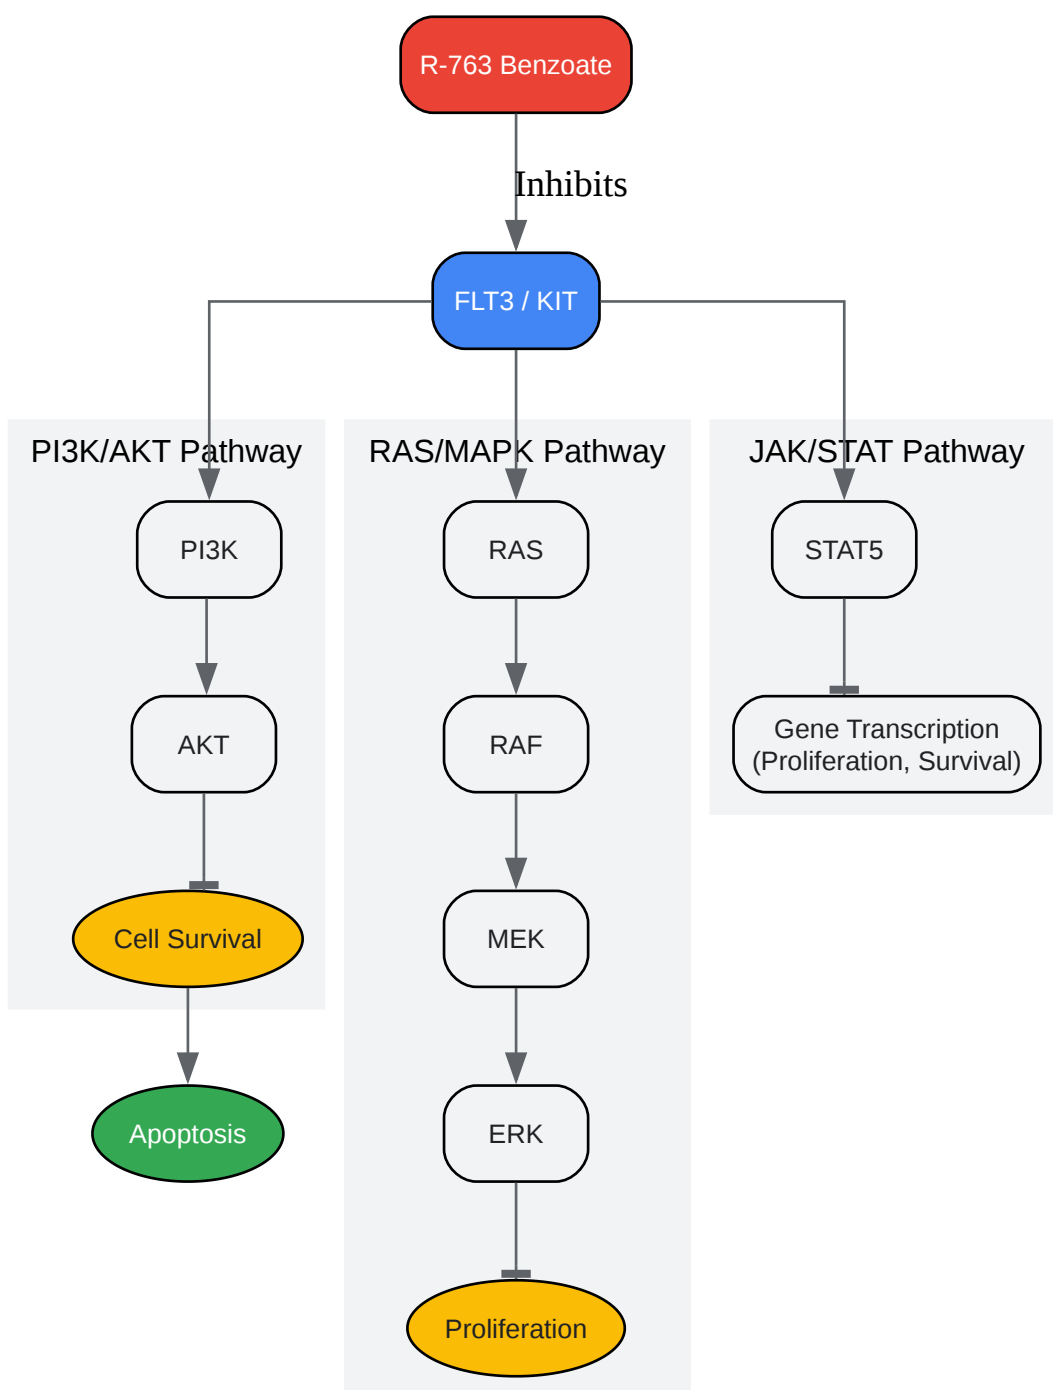 R-763 Benzoate
Inhibits
FLT3 / KIT
PI3K/AKT Pathway
RAS/MAPK Pathway
JAK/STAT Pathway
PI3K
RAS
STAT5
AKT
RAF
Gene Transcription
(Proliferation, Survival)
Cell Survival
MEK
Apoptosis
ERK
Proliferation